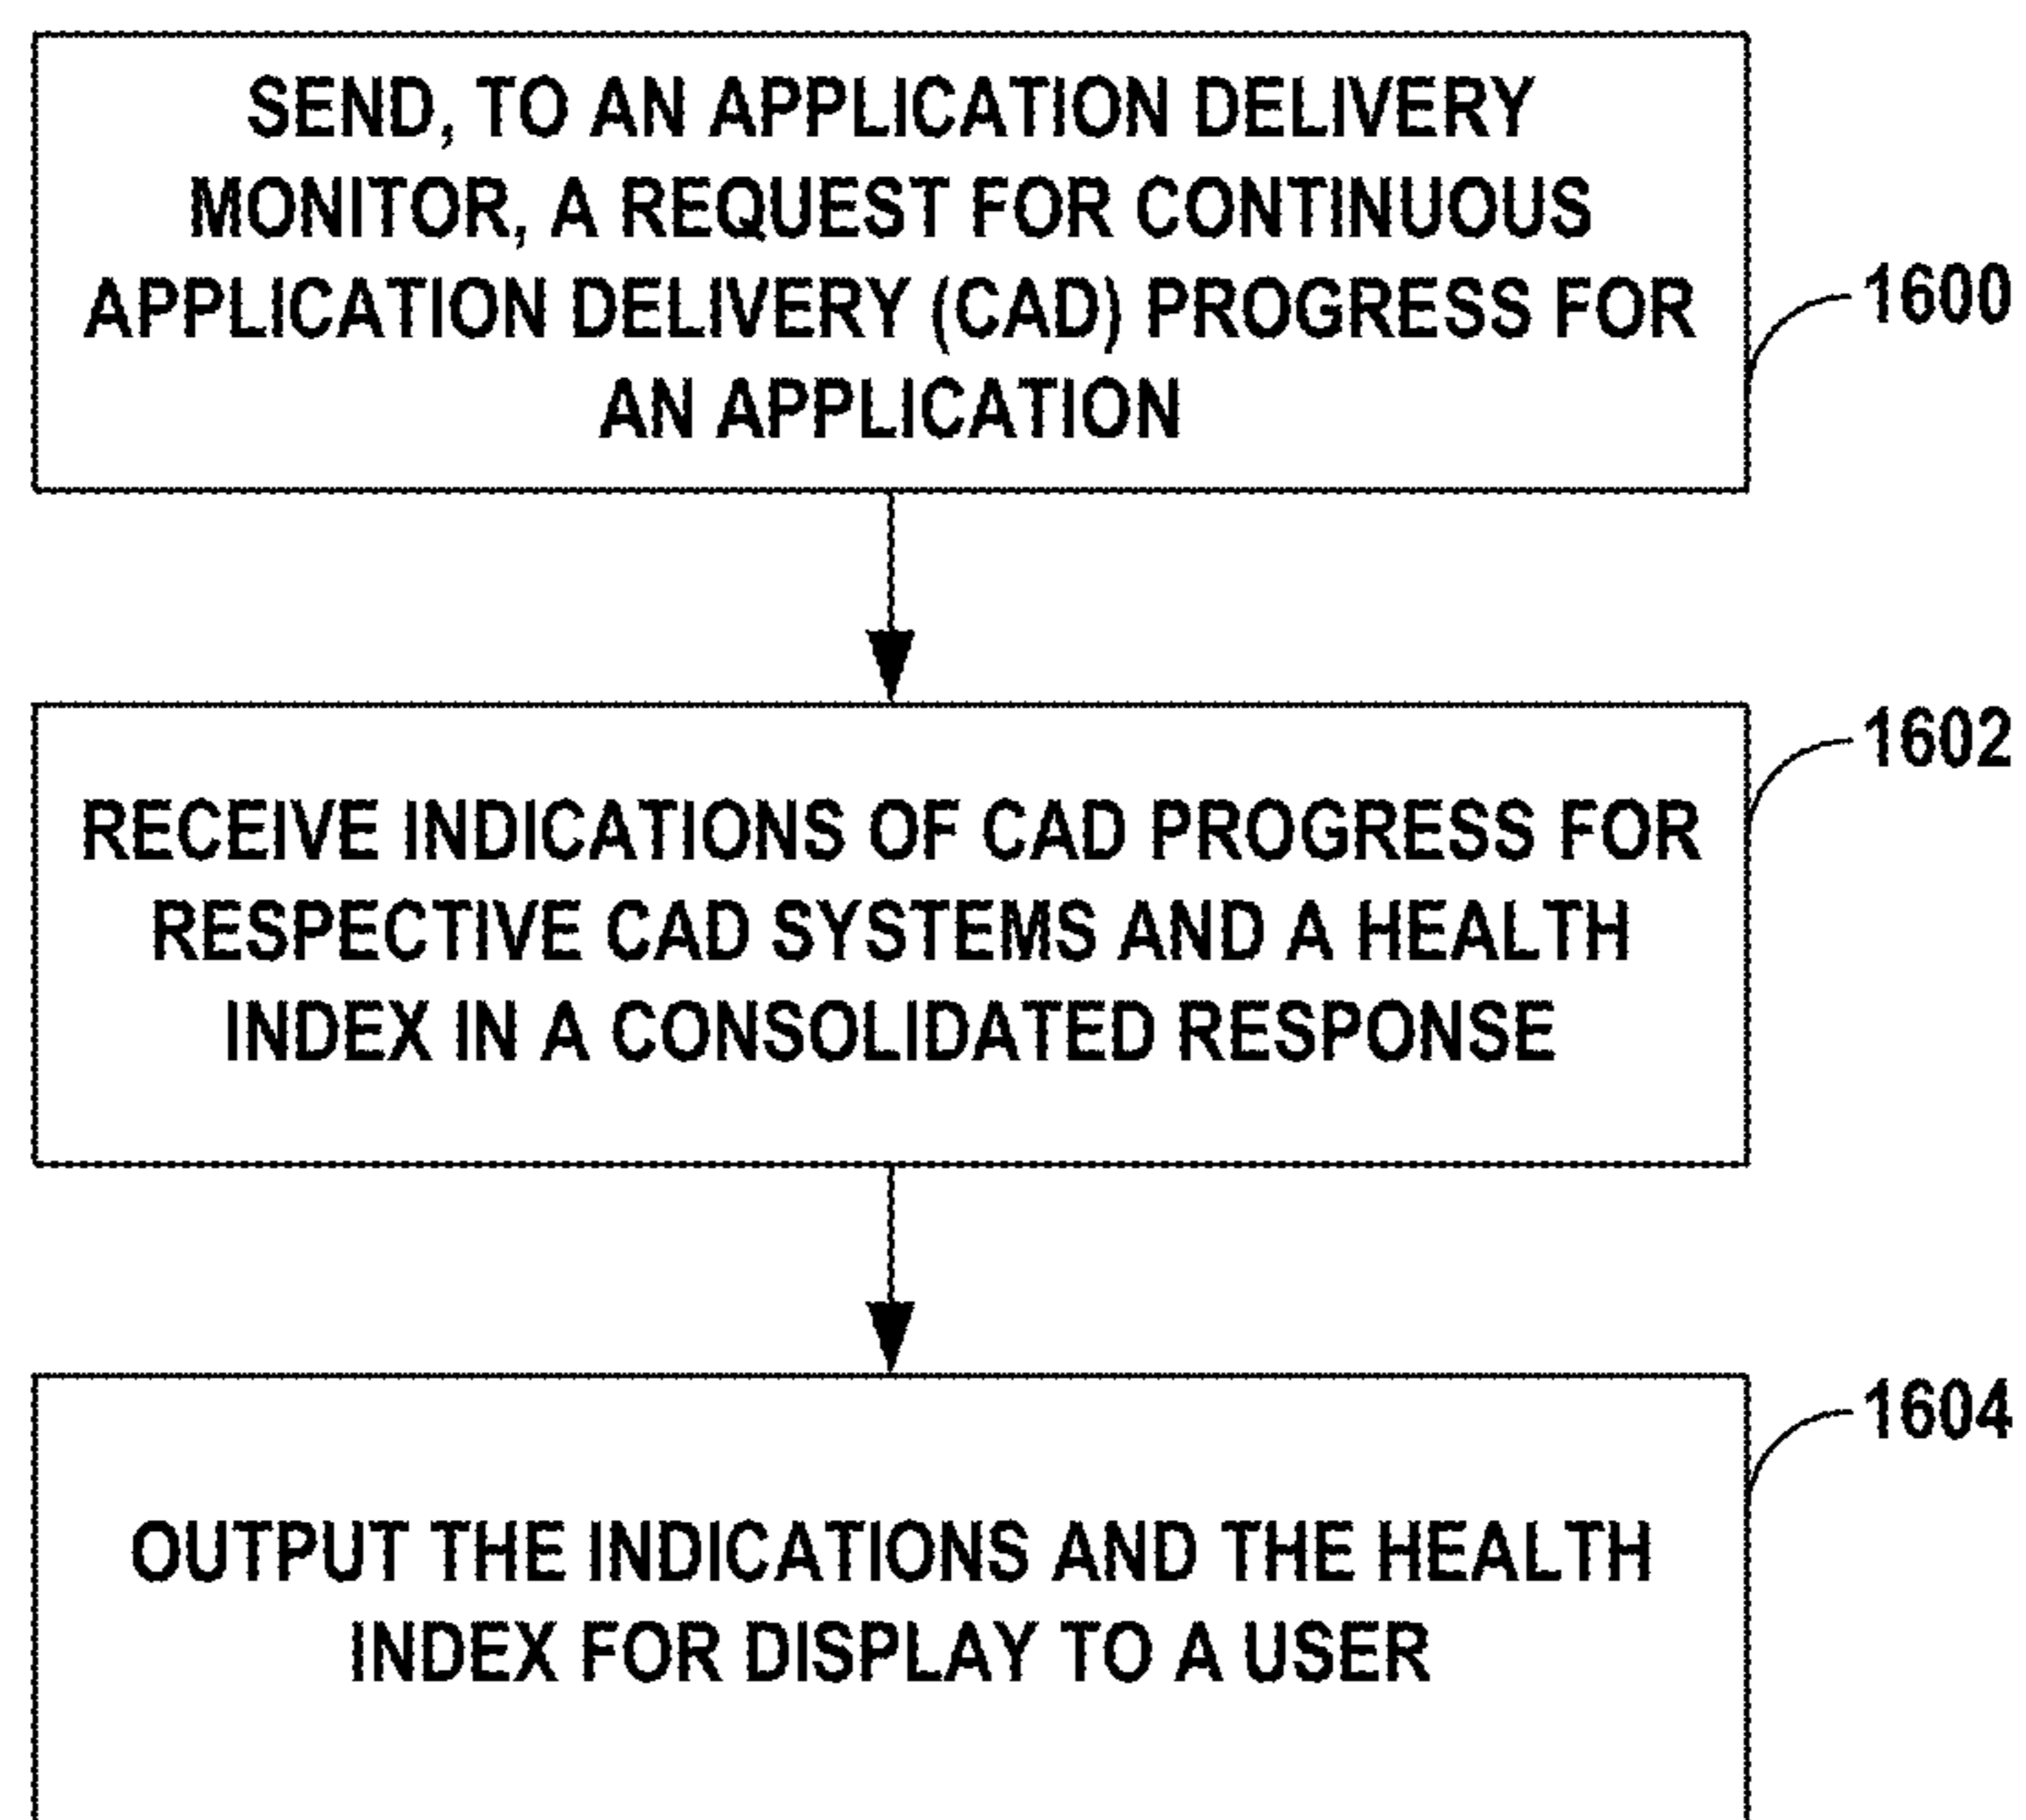 SEND, TO AN APPLICATION DELIVERY
MONITOR, A REQUEST FOR CONTINUOUS
APPLICATION DELIVERY (CAD) PROGRESS FOR
AN APPLICATION
1600
RECEIVE INDICATIONS OF CAD PROGRESS FOR
RESPECTIVE CAD SYSTEMS AND A HEALTH
INDEX IN A CONSOLIDATED RESPONSE
1602
OUTPUT THE INDICATIONS AND THE HEALTH
INDEX FOR DISPLAY TO A USER
1604